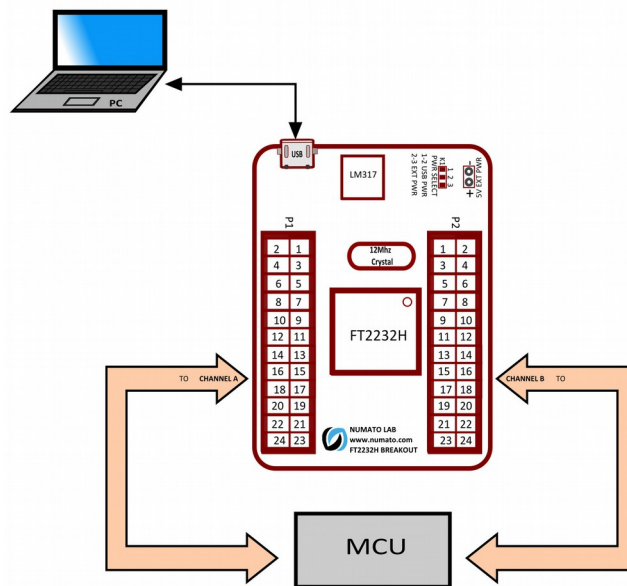 PC
USB
LM317
K1
PWR SELECT
1-2 USB PWR
2-3 EXT PWR
1 2 3
5V EXT PWR
- +
P1
P2
12Mhz
Crystal
2 1
4 3
6 5
8 7
10 9
12 11
14 13
16 15
18 17
20 19
22 21
24 23
1 2
3 4
5 6
7 8
9 10
11 12
13 14
15 16
17 18
19 20
21 22
23 24
FT2232H
TO CHANNEL A
CHANNEL B TO
NUMATO LAB
www.numato.com
FT2232H BREAKOUT
MCU